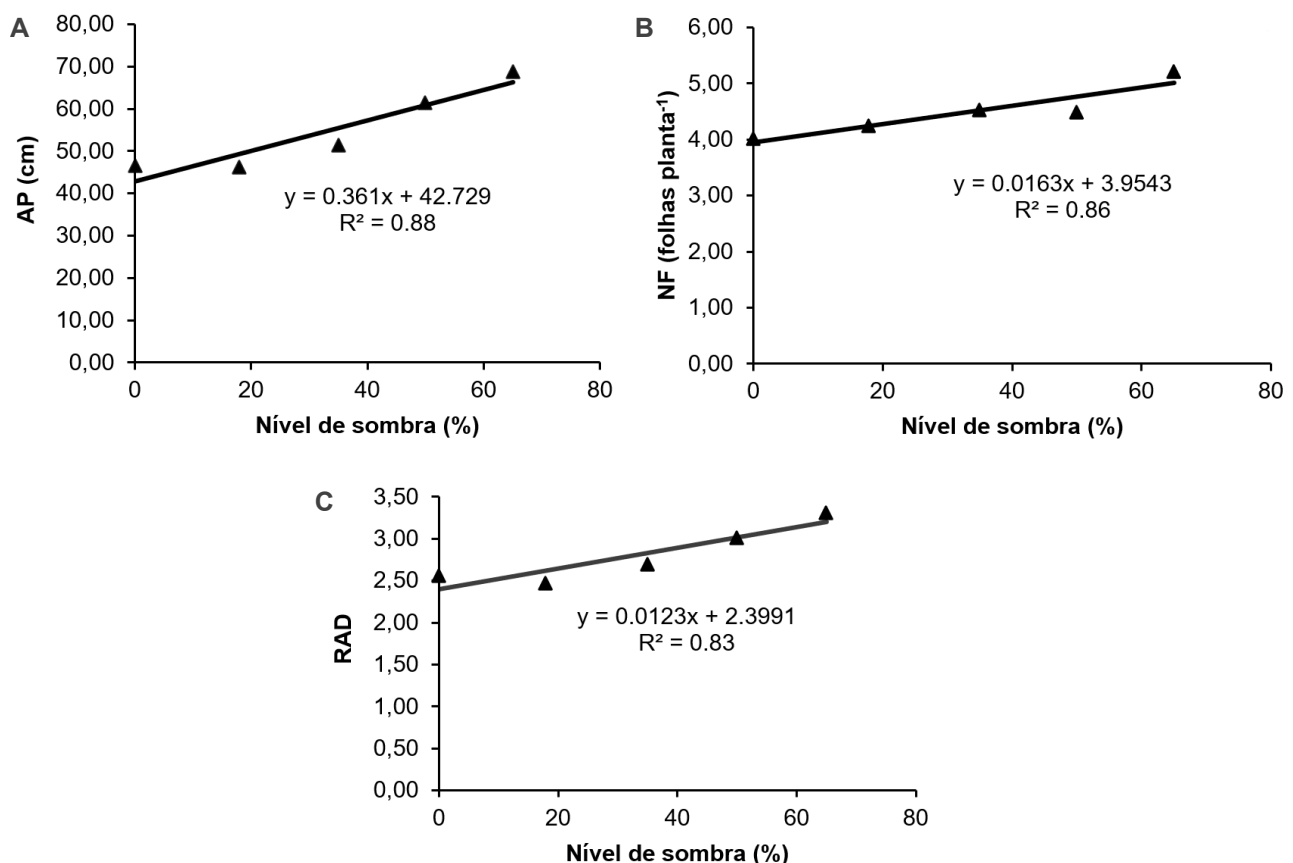 A
80,00
70,00
60,00
50,00
40,00
30,00
20,00
10,00
0,00
AP (cm)
y = 0.361x + 42.729
R² = 0.88
0 20 40 60 80
Nível de sombra (%)
B
6,00
5,00
4,00
3,00
2,00
1,00
0,00
NF (folhas planta⁻¹)
y = 0.0163x + 3.9543
R² = 0.86
0 20 40 60 80
Nível de sombra (%)
C
3,50
3,00
2,50
2,00
1,50
1,00
0,50
0,00
RAD
y = 0.0123x + 2.3991
R² = 0.83
0 20 40 60 80
Nível de sombra (%)